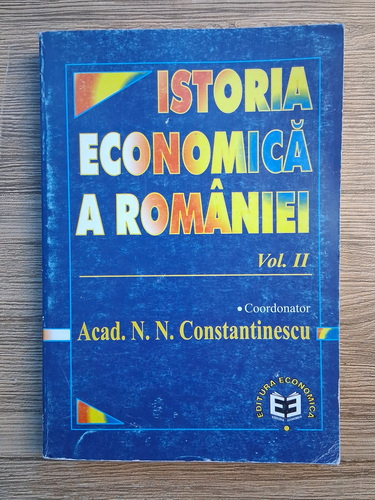 ISTORIA
ECONOMICĂ
A ROMÂNIEI
Vol. II
• Coordonator
Acad. N. N. Constantinescu
EDITURA ECONOMICĂ